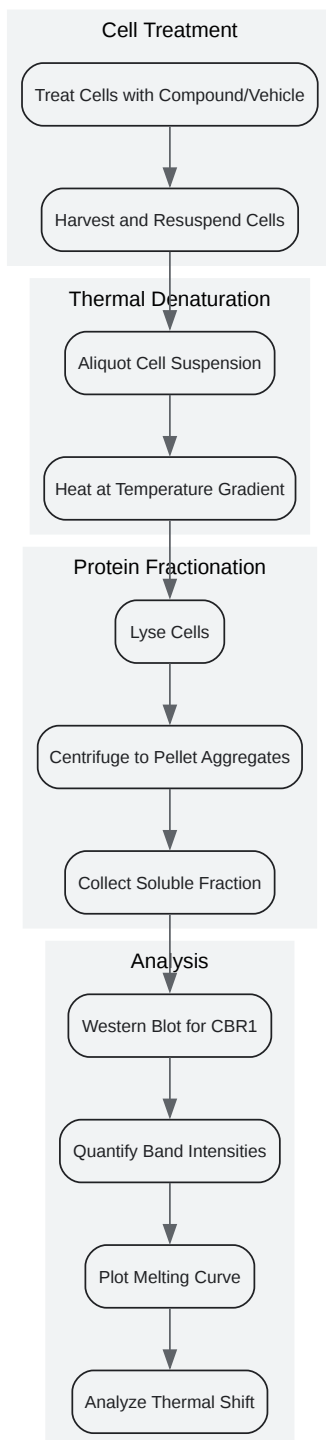 Cell Treatment
Treat Cells with Compound/Vehicle
Harvest and Resuspend Cells
Thermal Denaturation
Aliquot Cell Suspension
Heat at Temperature Gradient
Protein Fractionation
Lyse Cells
Centrifuge to Pellet Aggregates
Collect Soluble Fraction
Analysis
Western Blot for CBR1
Quantify Band Intensities
Plot Melting Curve
Analyze Thermal Shift